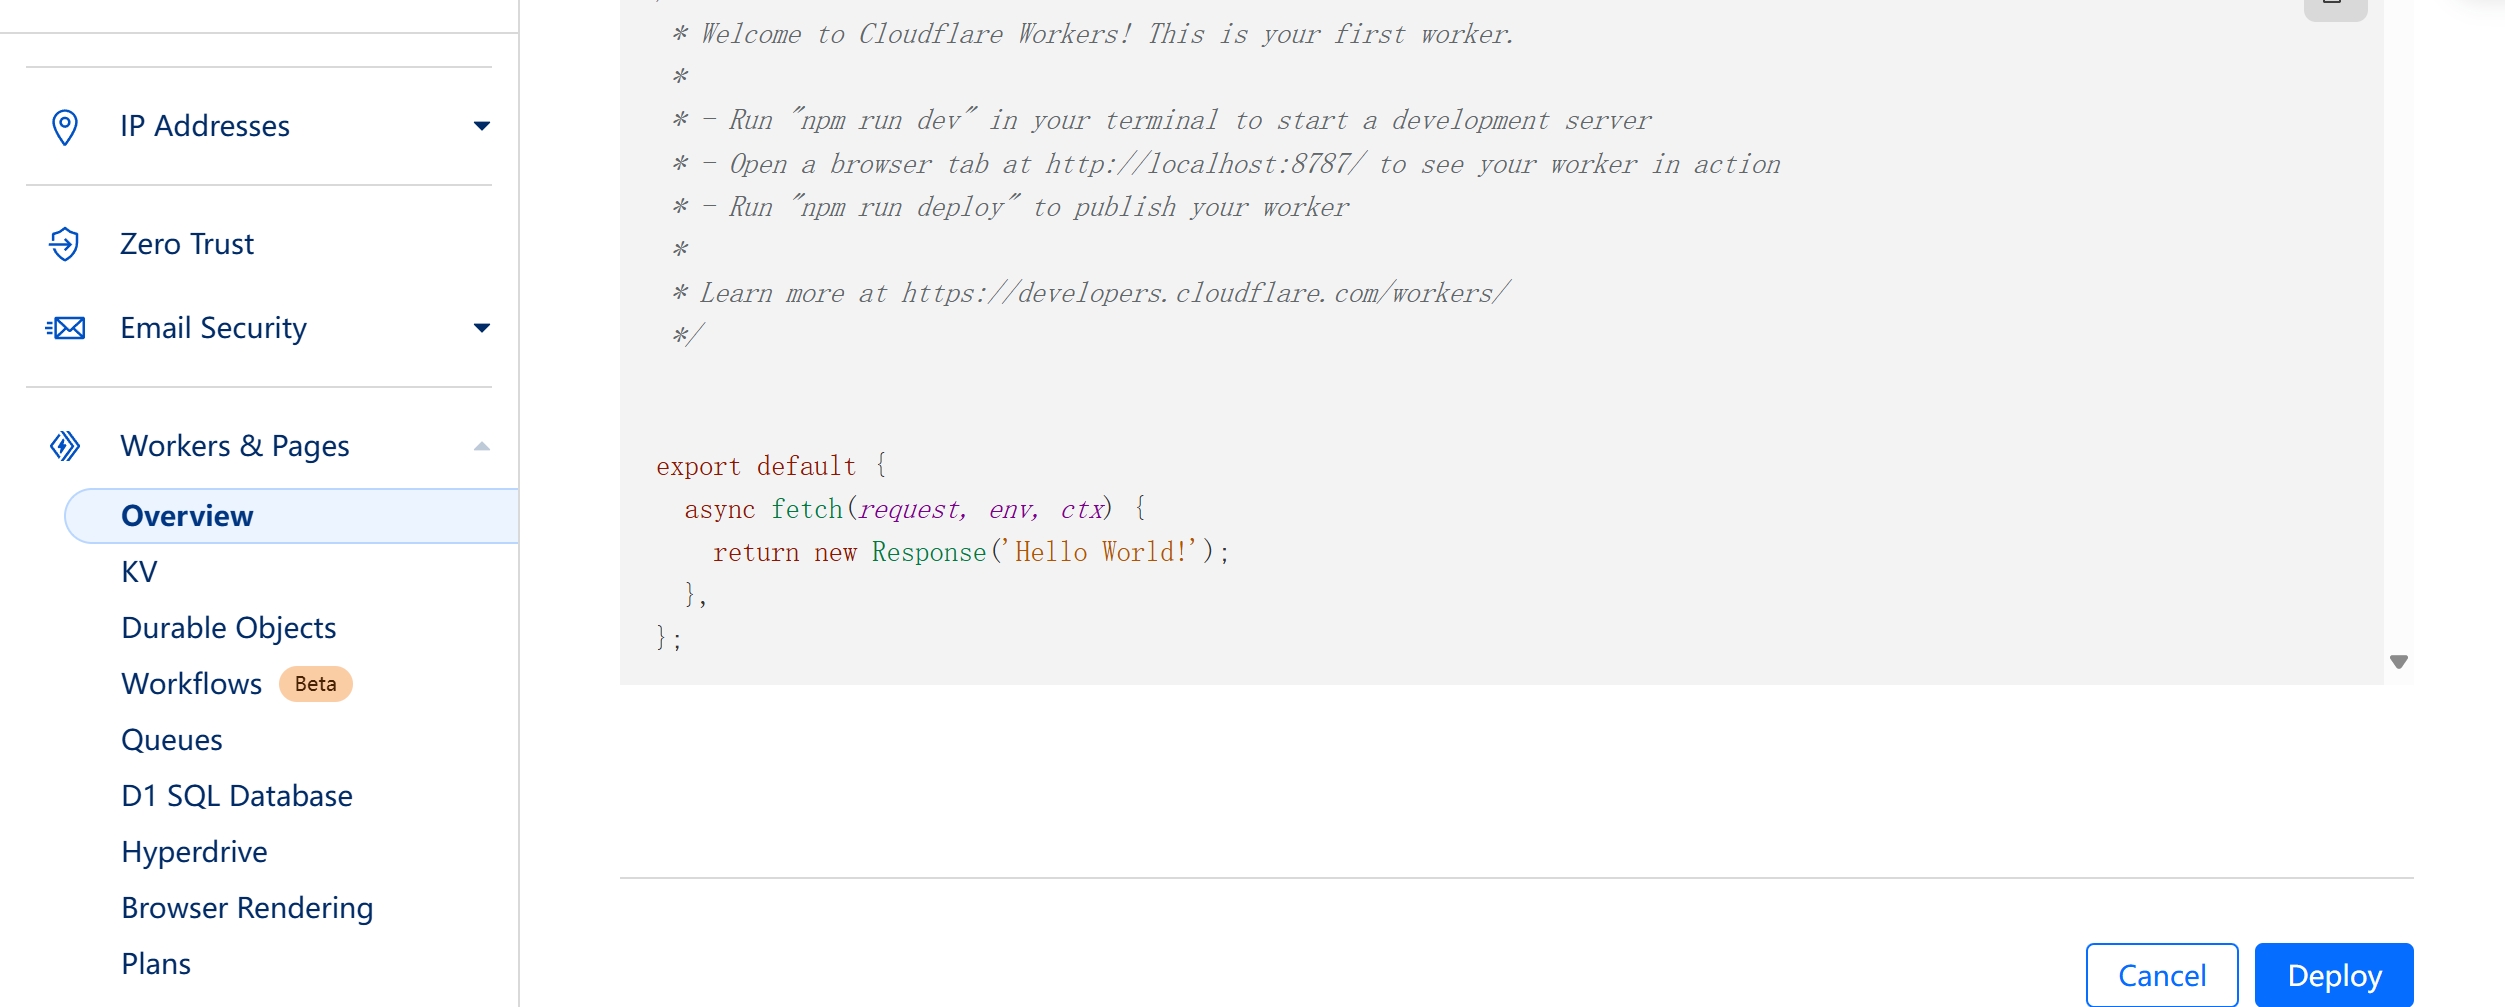 IP Addresses
Zero Trust
Email Security
Workers & Pages
Overview
KV
Durable Objects
Workflows Beta
Queues
D1 SQL Database
Hyperdrive
Browser Rendering
Plans
* Welcome to Cloudflare Workers! This is your first worker.
*
* - Run "npm run dev" in your terminal to start a development server
* - Open a browser tab at http://localhost:8787/ to see your worker in action
* - Run "npm run deploy" to publish your worker
*
* Learn more at https://developers.cloudflare.com/workers/
*/
export default {
async fetch(request, env, ctx) {
return new Response('Hello World!');
},
};
Cancel
Deploy